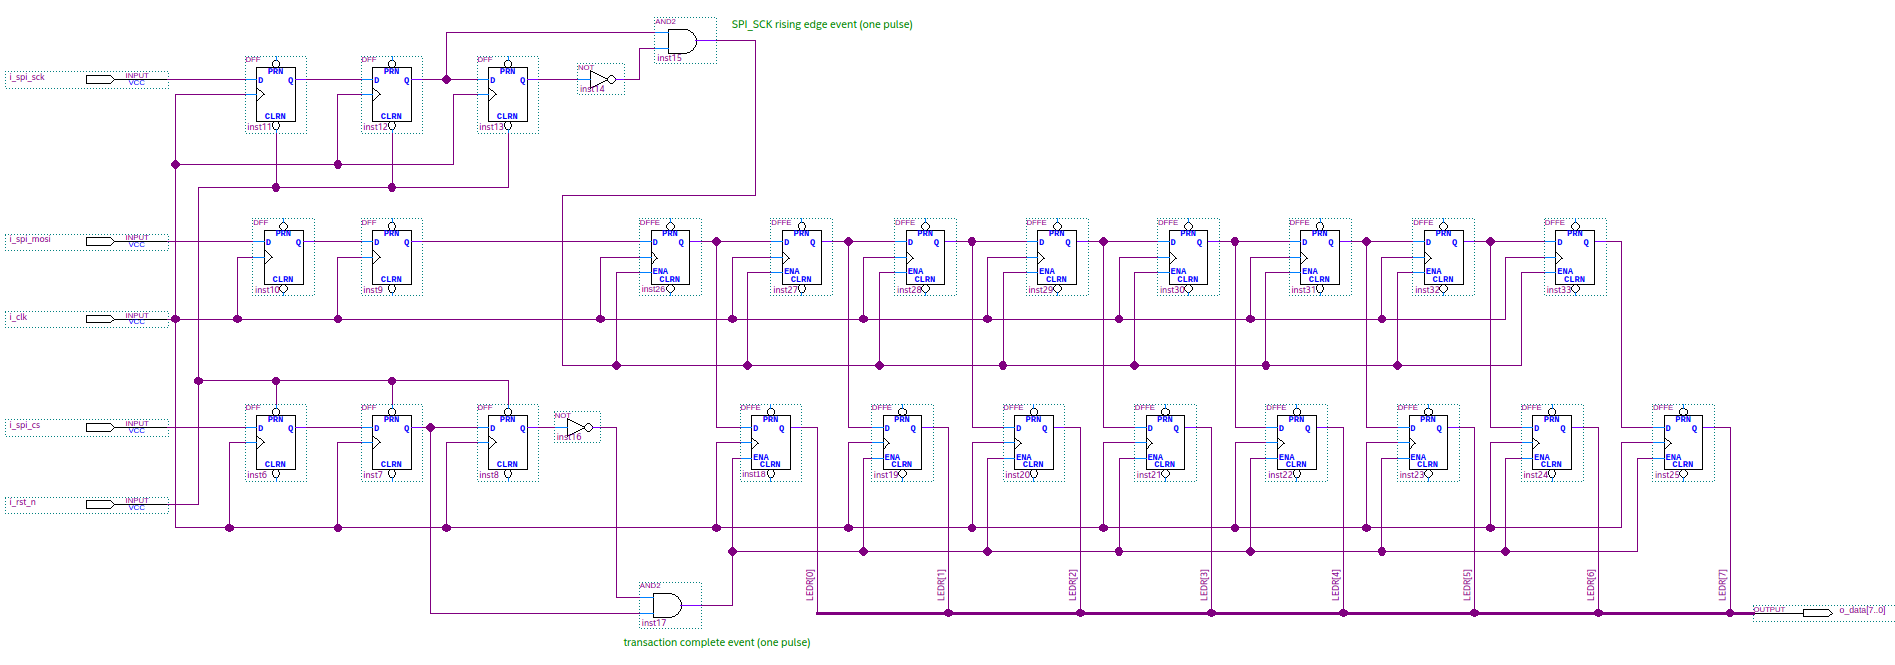 AND2
SPI_SCK rising edge event (one pulse)
inst15
i_spi_sck
INPUT
VCC
DFF
PRN
D Q
CLRN
inst11
DFF
PRN
D Q
CLRN
inst12
DFF
PRN
D Q
CLRN
inst13
NOT
inst14
i_spi_mosi
INPUT
VCC
DFF
PRN
D Q
CLRN
inst10
DFF
PRN
D Q
CLRN
inst9
DFFE
PRN
D Q
ENA
CLRN
inst26
DFFE
PRN
D Q
ENA
CLRN
inst27
DFFE
PRN
D Q
ENA
CLRN
inst28
DFFE
PRN
D Q
ENA
CLRN
inst29
DFFE
PRN
D Q
ENA
CLRN
inst30
DFFE
PRN
D Q
ENA
CLRN
inst31
DFFE
PRN
D Q
ENA
CLRN
inst32
DFFE
PRN
D Q
ENA
CLRN
inst33
i_clk
INPUT
VCC
i_spi_cs
INPUT
VCC
DFF
PRN
D Q
CLRN
inst6
DFF
PRN
D Q
CLRN
inst7
DFF
PRN
D Q
CLRN
inst8
NOT
inst16
DFFE
PRN
D Q
ENA
CLRN
inst18
DFFE
PRN
D Q
ENA
CLRN
inst19
DFFE
PRN
D Q
ENA
CLRN
inst20
DFFE
PRN
D Q
ENA
CLRN
inst21
DFFE
PRN
D Q
ENA
CLRN
inst22
DFFE
PRN
D Q
ENA
CLRN
inst23
DFFE
PRN
D Q
ENA
CLRN
inst24
DFFE
PRN
D Q
ENA
CLRN
inst25
i_rst_n
INPUT
VCC
LEDR[0]
LEDR[1]
LEDR[2]
LEDR[3]
LEDR[4]
LEDR[5]
LEDR[6]
LEDR[7]
AND2
inst17
OUTPUT
o_data[7..0]
transaction complete event (one pulse)